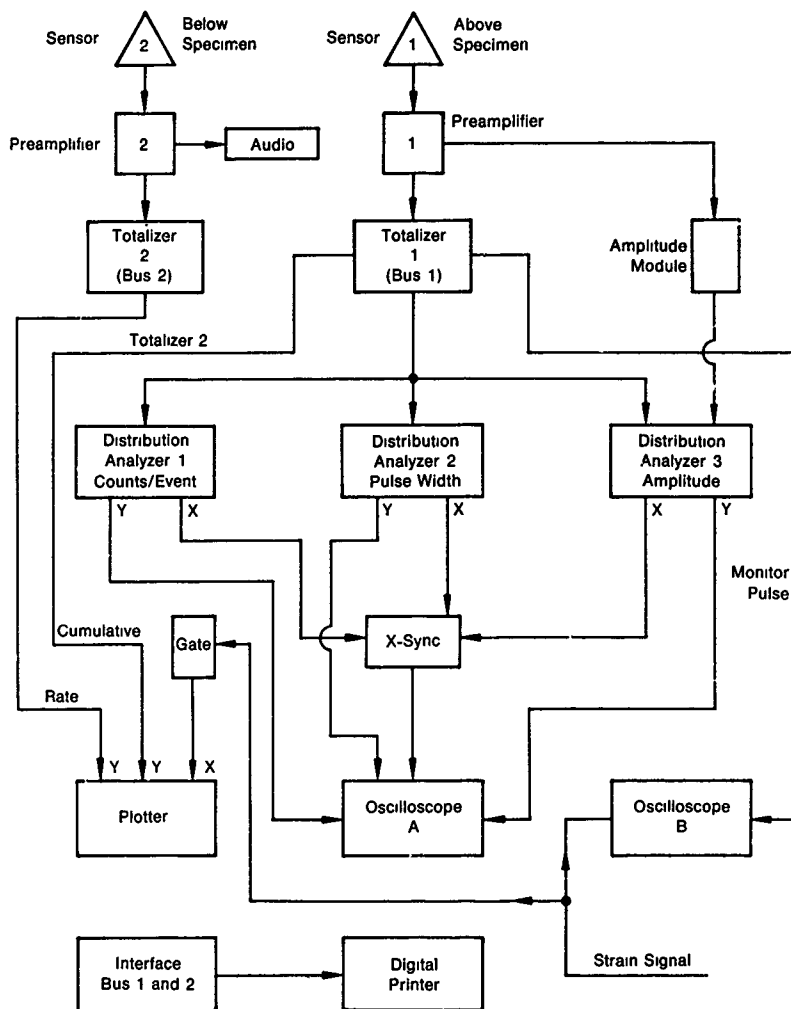 Sensor
2
Below
Specimen
Sensor
1
Above
Specimen
Preamplifier
2
Audio
1
Preamplifier
Totalizer
2
(Bus 2)
Totalizer
1
(Bus 1)
Amplitude
Module
Totalizer 2
Distribution
Analyzer 1
Counts/Event
Distribution
Analyzer 2
Pulse Width
Distribution
Analyzer 3
Amplitude
Y
X
Y
X
X
Y
Monitor
Pulse
Cumulative
Gate
X-Sync
Rate
Y
Y
X
Plotter
Oscilloscope
A
Oscilloscope
B
Interface
Bus 1 and 2
Digital
Printer
Strain Signal